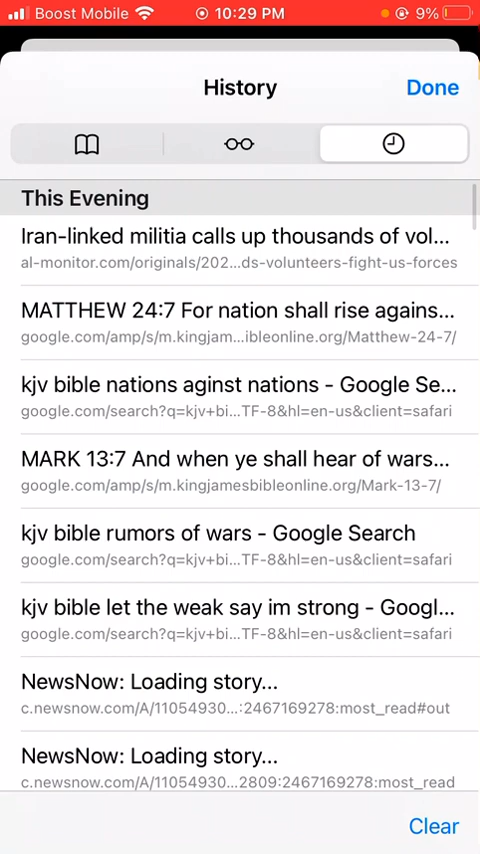 Boost Mobile 10:29 PM 9%
History Done
This Evening
Iran-linked militia calls up thousands of vol...
al-monitor.com/originals/202...ds-volunteers-fight-us-forces
MATTHEW 24:7 For nation shall rise agains...
google.com/amp/s/m.kingjam...ibleonline.org/Matthew-24-7/
kjv bible nations aginst nations - Google Se...
google.com/search?q=kjv+bi...TF-8&hl=en-us&client=safari
MARK 13:7 And when ye shall hear of wars...
google.com/amp/s/m.kingjamesbibleonline.org/Mark-13-7/
kjv bible rumors of wars - Google Search
google.com/search?q=kjv+bi...TF-8&hl=en-us&client=safari
kjv bible let the weak say im strong - Googl...
google.com/search?q=kjv+bi...TF-8&hl=en-us&client=safari
NewsNow: Loading story...
c.newsnow.com/A/11054930...:2467169278:most_read#out
NewsNow: Loading story...
c.newsnow.com/A/11054930...2809:2467169278:most_read
Clear